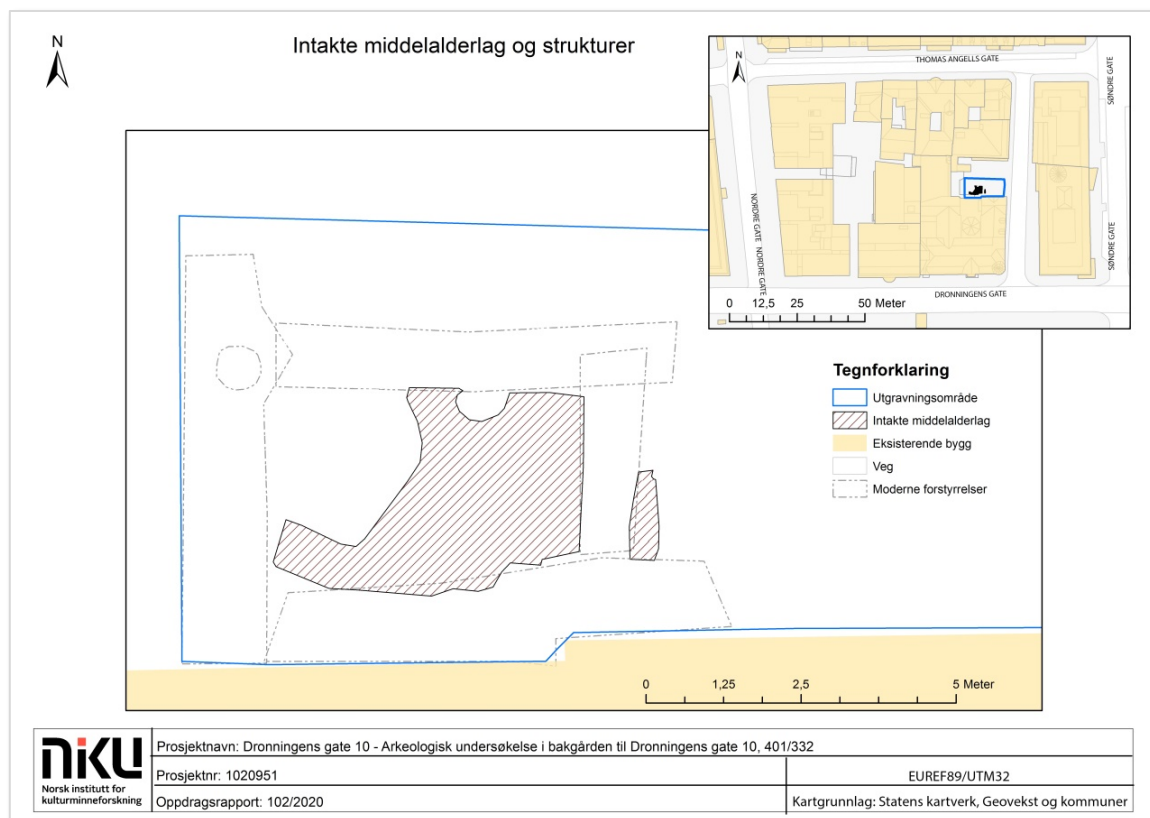 N
Intakte middelalderlag og strukturer
N
THOMAS ANGELLS GATE
SØNDRE GATE
NORDRE GATE
NORDRE GATE
SØNDRE GATE
DRONNINGENS GATE
0 12,5 25 50 Meter
Tegnforklaring
Utgravningsområde
Intakte middelalderlag
Eksisterende bygg
Veg
Moderne forstyrrelser
0 1,25 2,5 5 Meter
NIKU
Norsk institutt for
kulturminneforskning
Prosjektnavn: Dronningens gate 10 - Arkeologisk undersøkelse i bakgården til Dronningens gate 10, 401/332
Prosjektnr: 1020951
EUREF89/UTM32
Oppdragsrapport: 102/2020
Kartgrunnlag: Statens kartverk, Geovekst og kommuner